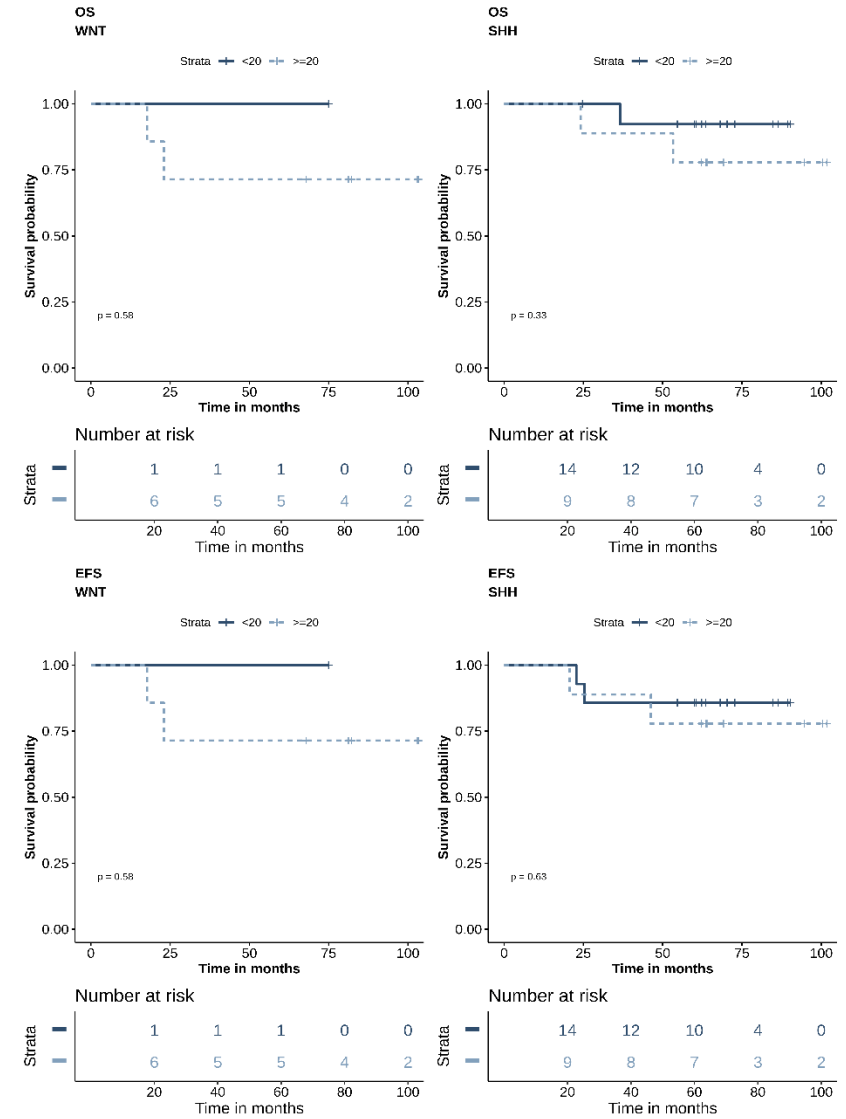 OS
WNT
Strata <20 >=20
1.00
0.75
0.50
0.25
0.00
Survival probability
p = 0.58
0 25 50 75 100
Time in months
Number at risk
Strata
1 1 1 0 0
6 5 5 4 2
20 40 60 80 100
Time in months
OS
SHH
Strata <20 >=20
1.00
0.75
0.50
0.25
0.00
Survival probability
p = 0.33
0 25 50 75 100
Time in months
Number at risk
Strata
14 12 10 4 0
9 8 7 3 2
20 40 60 80 100
Time in months
EFS
WNT
Strata <20 >=20
1.00
0.75
0.50
0.25
0.00
Survival probability
p = 0.58
0 25 50 75 100
Time in months
Number at risk
Strata
1 1 1 0 0
6 5 5 4 2
20 40 60 80 100
Time in months
EFS
SHH
Strata <20 >=20
1.00
0.75
0.50
0.25
0.00
Survival probability
p = 0.63
0 25 50 75 100
Time in months
Number at risk
Strata
14 12 10 4 0
9 8 7 3 2
20 40 60 80 100
Time in months